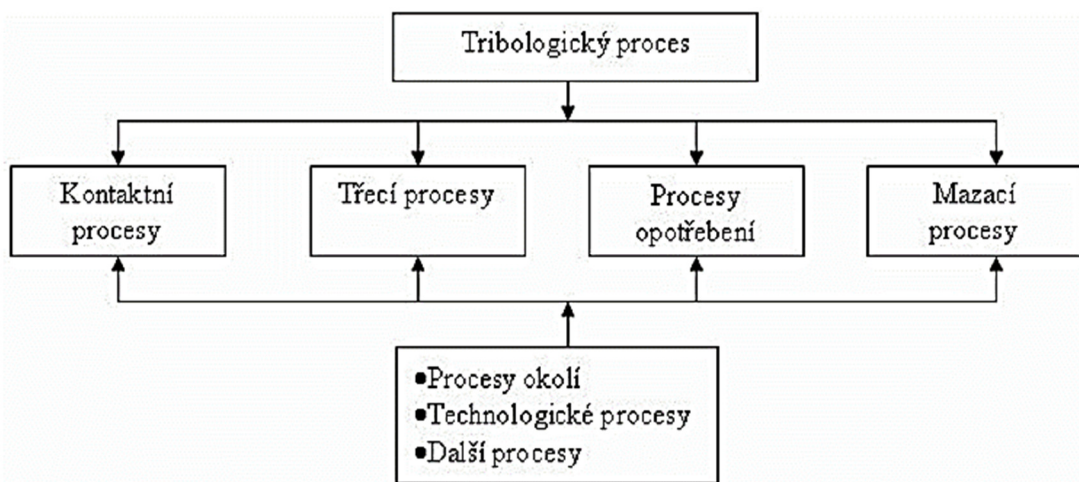 Tribologický proces
Kontaktní
procesy
Třecí procesy
Procesy
opotřebení
Mazací
procesy
•Procesy okolí
•Technologické procesy
•Další procesy